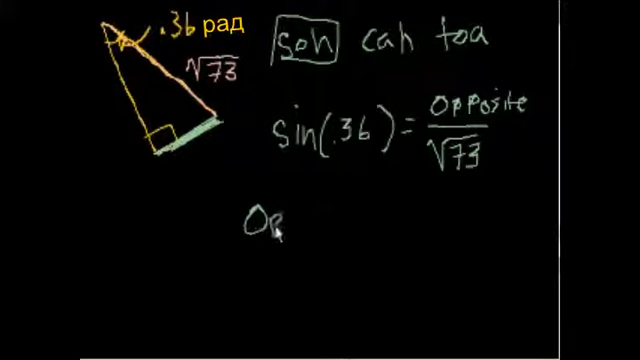 .36 рад
soh cah toa
√73
sin(.36) = Opposite / √73
Op